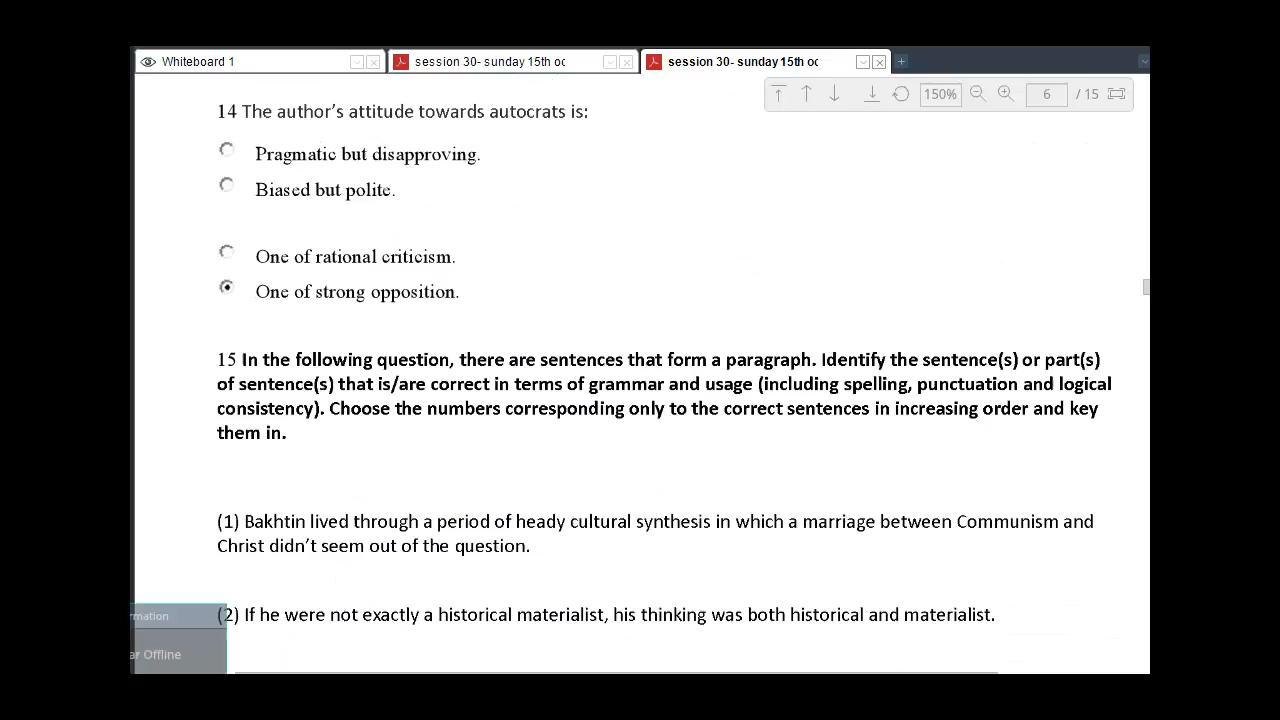 Whiteboard 1
session 30- sunday 15th oc
session 30- sunday 15th oc
150%
6
/ 15
14 The author's attitude towards autocrats is:
Pragmatic but disapproving.
Biased but polite.
One of rational criticism.
One of strong opposition.
15 In the following question, there are sentences that form a paragraph. Identify the sentence(s) or part(s)
of sentence(s) that is/are correct in terms of grammar and usage (including spelling, punctuation and logical
consistency). Choose the numbers corresponding only to the correct sentences in increasing order and key
them in.
(1) Bakhtin lived through a period of heady cultural synthesis in which a marriage between Communism and
Christ didn't seem out of the question.
(2) If he were not exactly a historical materialist, his thinking was both historical and materialist.
rmation
ar Offline